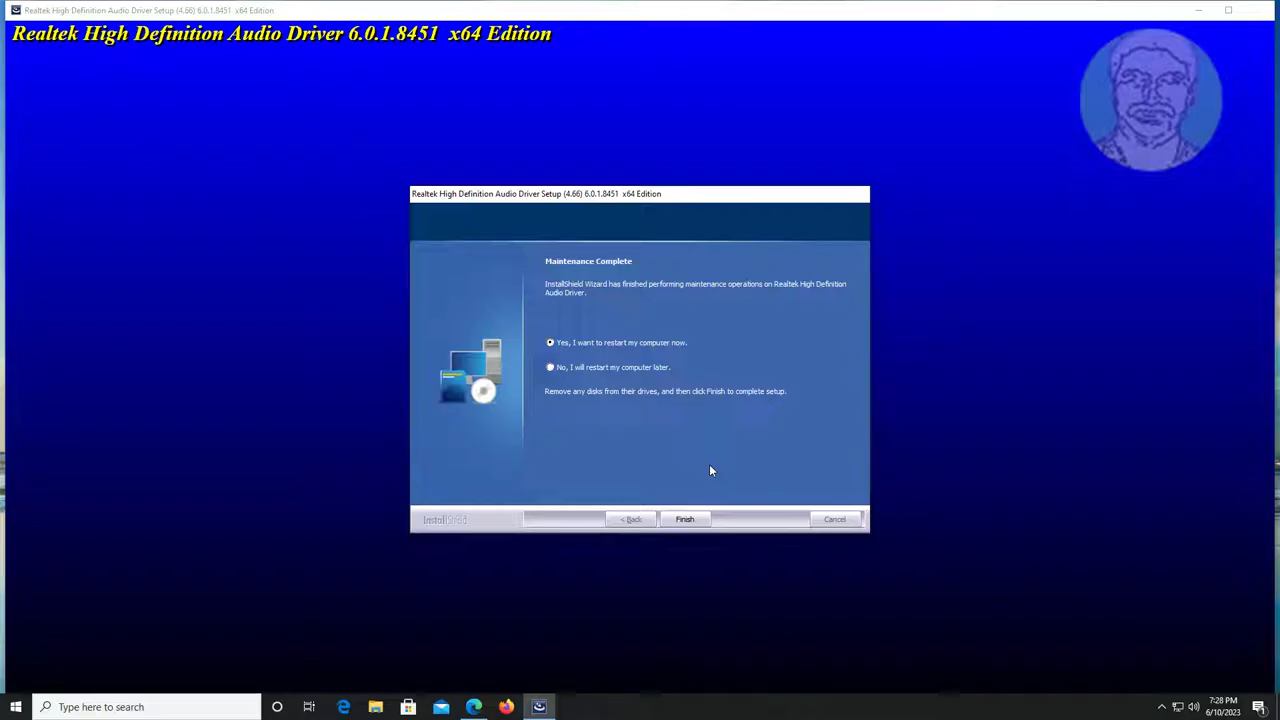 Realtek High Definition Audio Driver Setup (4.66) 6.0.1.8451 x64 Edition
Realtek High Definition Audio Driver 6.0.1.8451 x64 Edition
Realtek High Definition Audio Driver Setup (4.66) 6.0.1.8451 x64 Edition
Maintenance Complete
InstallShield Wizard has finished performing maintenance operations on Realtek High Definition
Audio Driver.
Yes, I want to restart my computer now.
No, I will restart my computer later.
Remove any disks from their drives, and then click Finish to complete setup.
InstallShield
< Back
Finish
Cancel
Type here to search
7:28 PM
6/10/2023
1